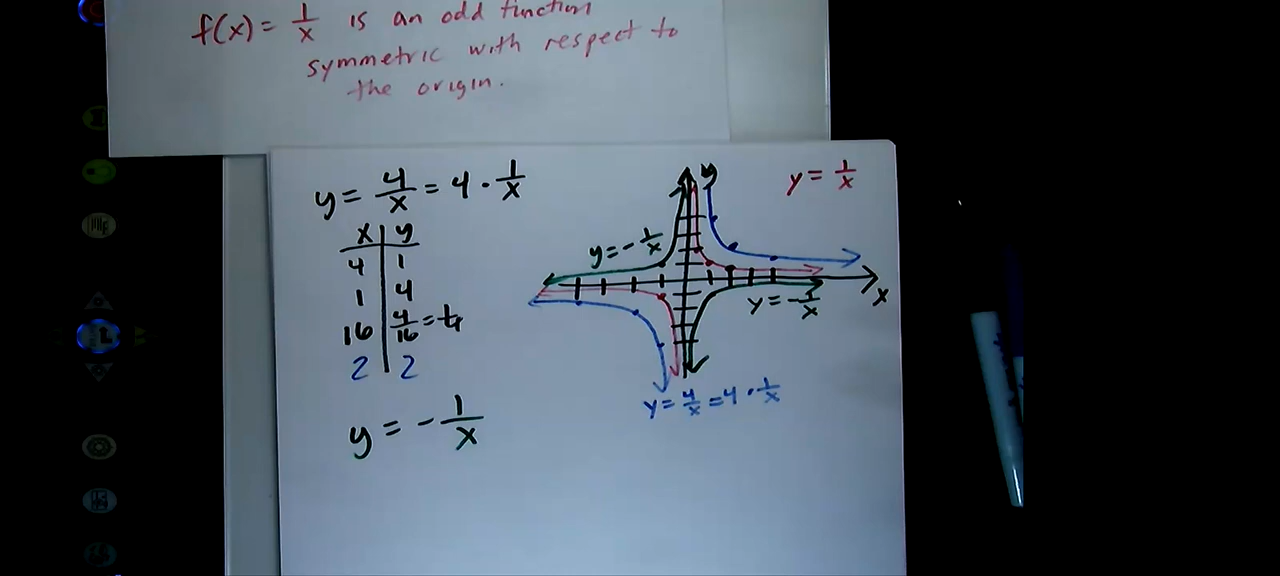 f(x) = 1/x is an odd function
symmetric with respect to
the origin.
y = 4/x = 4 · 1/x
x | y
4 | 1
1 | 4
16 | 4/16 = 1/4
2 | 2
y = - 1/x
y
y = 1/x
y = - 1/x
x
y = - 1/x
y = 4/x = 4 · 1/x